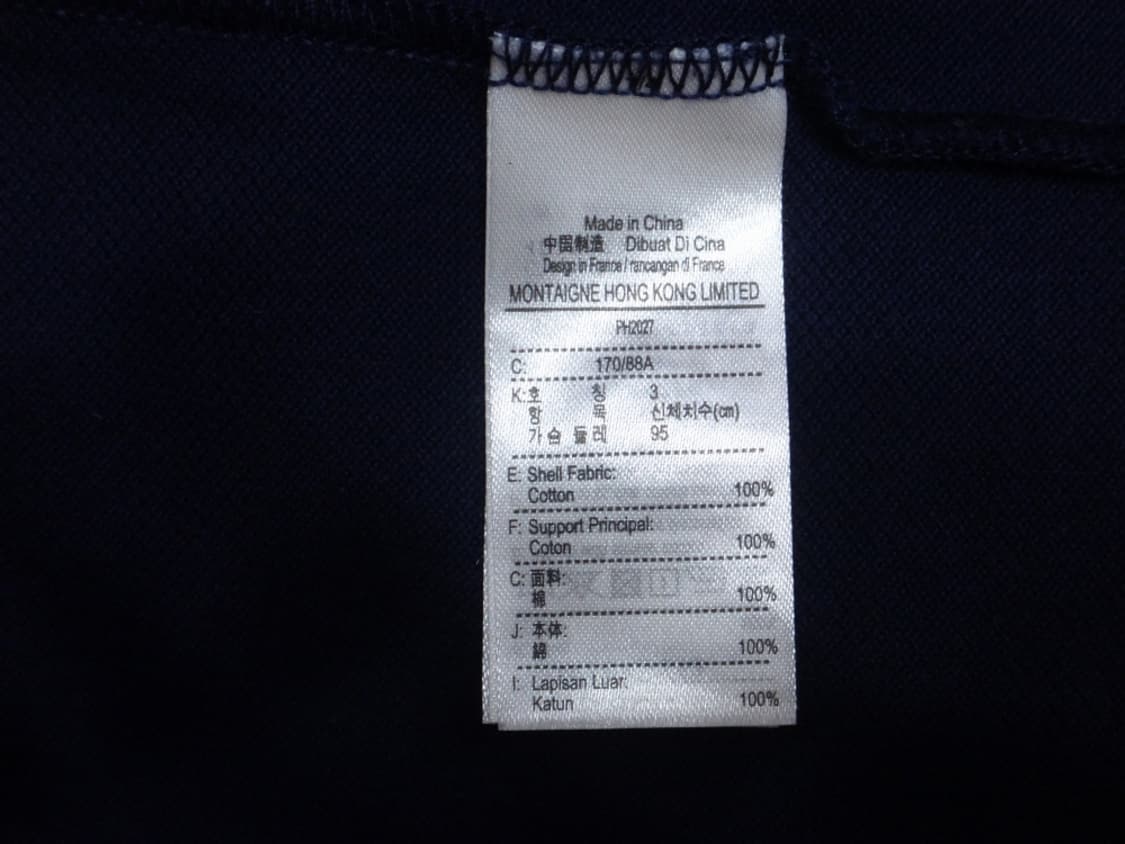 Made in China
中国制造 Dibuat Di Cina
Design in France / rancangan di France
MONTAIGNE HONG KONG LIMITED
PH2027
C: 170/88A
K:호 칭 3
항 목 신체치수(cm)
가 슴 둘 레 95
E: Shell Fabric:
Cotton 100%
F: Support Principal:
Coton 100%
C: 面料:
棉 100%
J: 本体:
綿 100%
I: Lapisan Luar:
Katun 100%